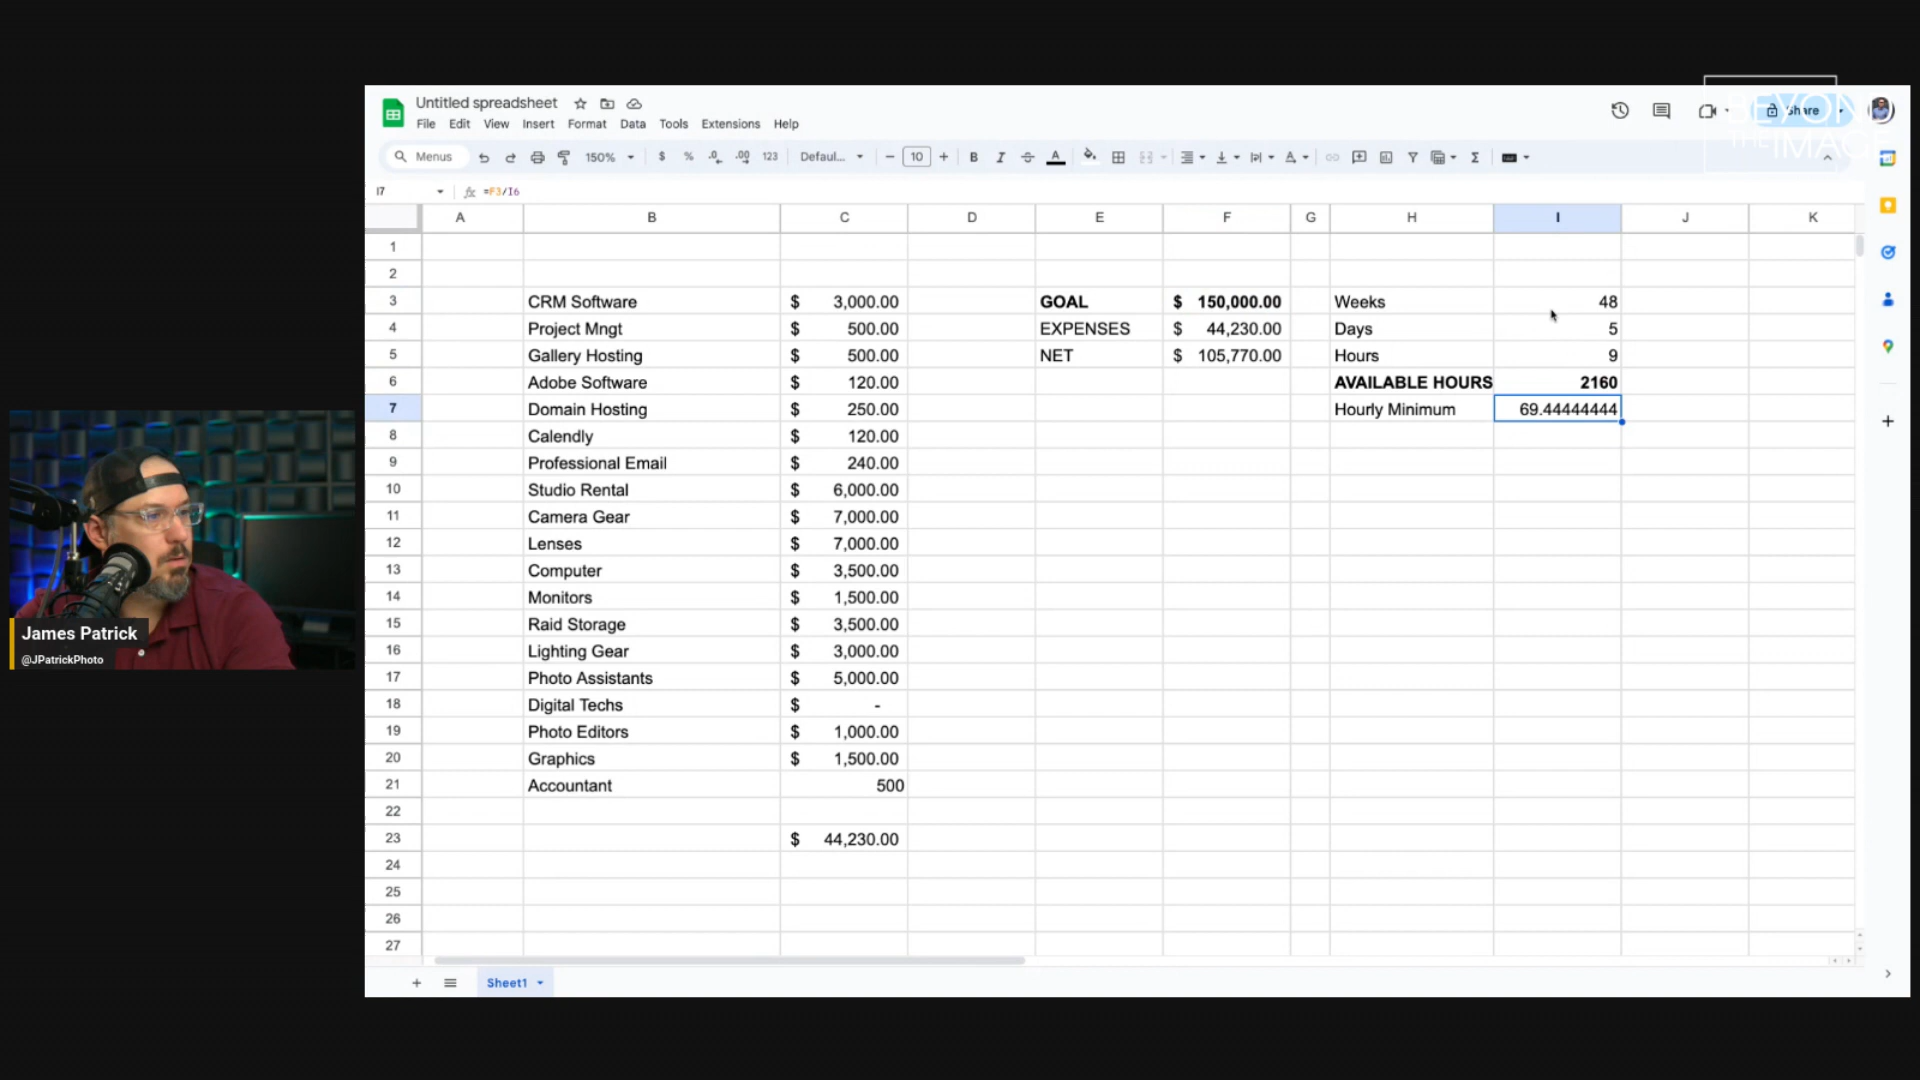 Untitled spreadsheet
File Edit View Insert Format Data Tools Extensions Help
Share
BEYOND
THE IMAGE
Menus 150% $ % .0 .00 123 Defaul... 10 B I A
I7 fx =F3/I6
A B C D E F G H I J K
1
2
3 CRM Software $ 3,000.00 GOAL $ 150,000.00 Weeks 48
4 Project Mngt $ 500.00 EXPENSES $ 44,230.00 Days 5
5 Gallery Hosting $ 500.00 NET $ 105,770.00 Hours 9
6 Adobe Software $ 120.00 AVAILABLE HOURS 2160
7 Domain Hosting $ 250.00 Hourly Minimum 69.44444444
8 Calendly $ 120.00
9 Professional Email $ 240.00
10 Studio Rental $ 6,000.00
11 Camera Gear $ 7,000.00
12 Lenses $ 7,000.00
13 Computer $ 3,500.00
14 Monitors $ 1,500.00
15 Raid Storage $ 3,500.00
16 Lighting Gear $ 3,000.00
17 Photo Assistants $ 5,000.00
18 Digital Techs $ -
19 Photo Editors $ 1,000.00
20 Graphics $ 1,500.00
21 Accountant 500
22
23 $ 44,230.00
24
25
26
27
Sheet1
James Patrick
@JPatrickPhoto